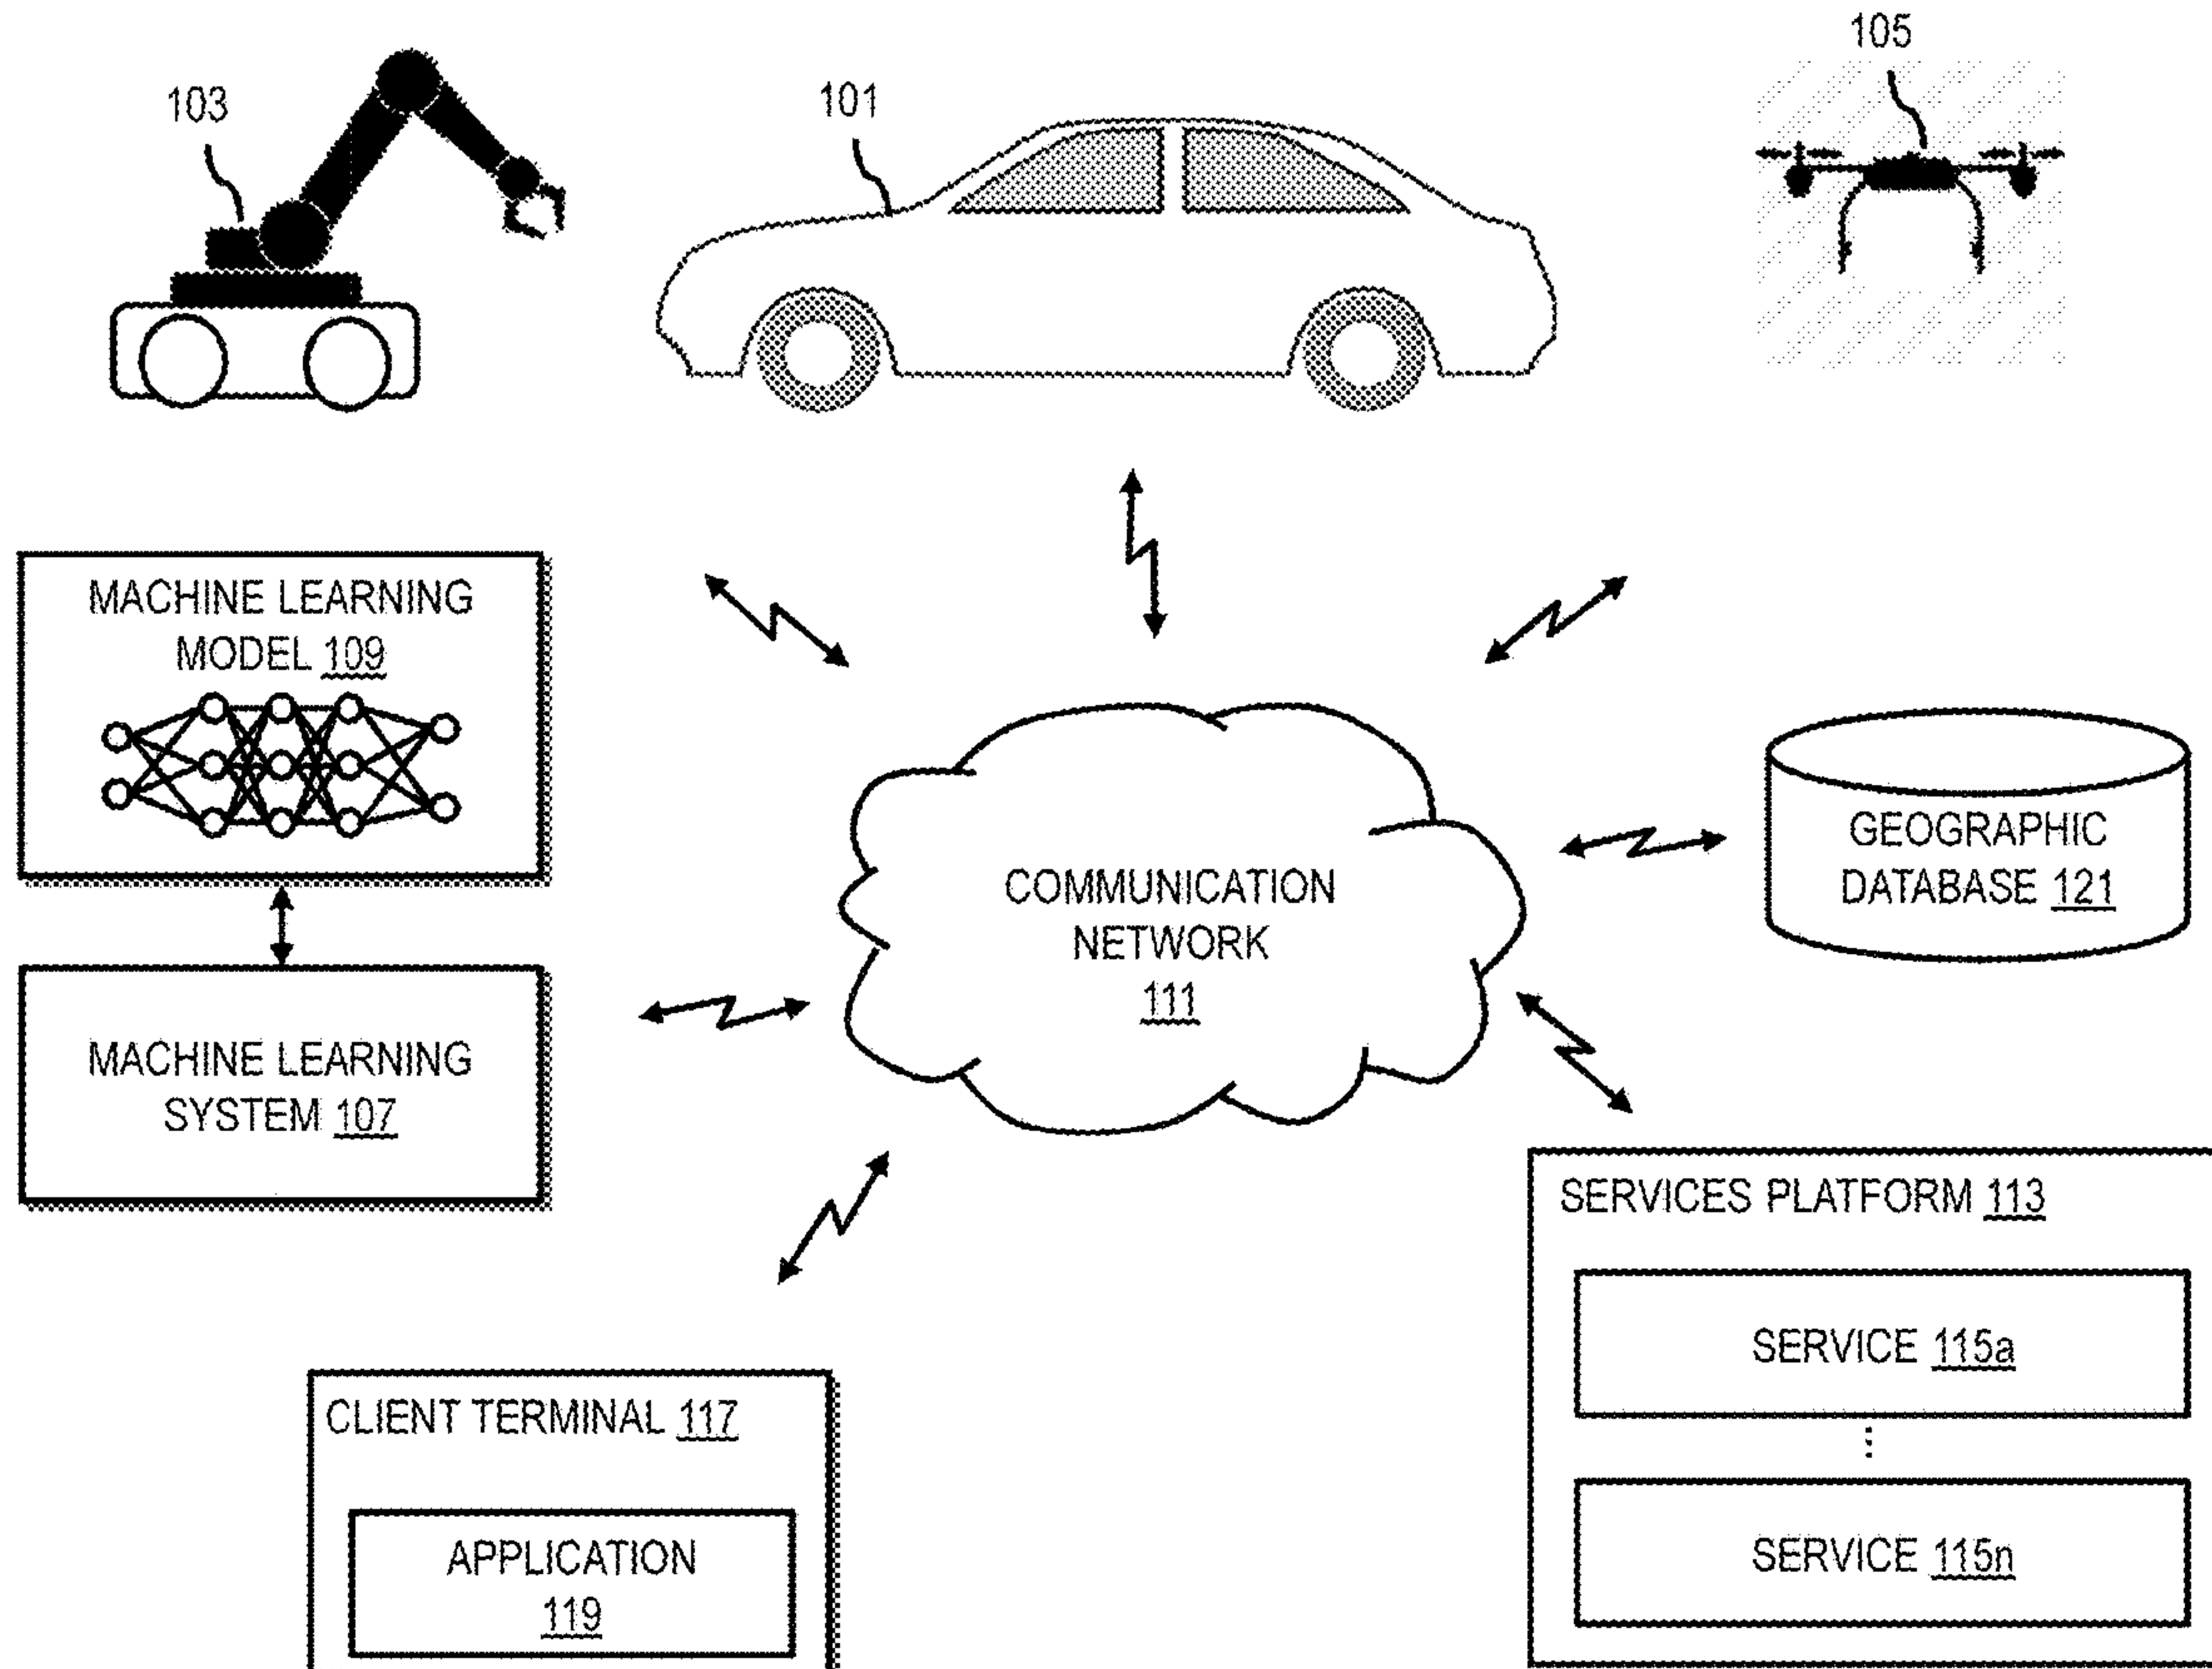 103
101
105
MACHINE LEARNING
MODEL 109
COMMUNICATION
NETWORK
111
GEOGRAPHIC
DATABASE 121
MACHINE LEARNING
SYSTEM 107
SERVICES PLATFORM 113
SERVICE 115a
⋮
SERVICE 115n
CLIENT TERMINAL 117
APPLICATION
119